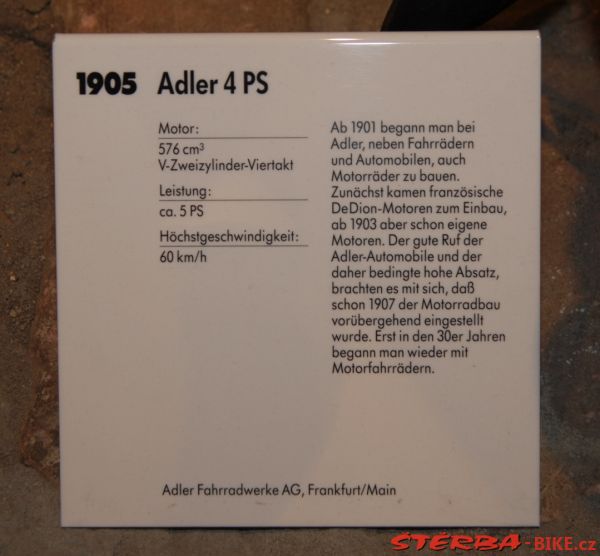 1905 Adler 4 PS
Motor:
576 cm³
V-Zweizylinder-Viertakt
Leistung:
ca. 5 PS
Höchstgeschwindigkeit:
60 km/h
Ab 1901 begann man bei
Adler, neben Fahrrädern
und Automobilen, auch
Motorräder zu bauen.
Zunächst kamen französische
DeDion-Motoren zum Einbau,
ab 1903 aber schon eigene
Motoren. Der gute Ruf der
Adler-Automobile und der
daher bedingte hohe Absatz,
brachten es mit sich, daß
schon 1907 der Motorradbau
vorübergehend eingestellt
wurde. Erst in den 30er Jahren
begann man wieder mit
Motorfahrrädern.
Adler Fahrradwerke AG, Frankfurt/Main
ŠTĚRBA-BIKE.cz